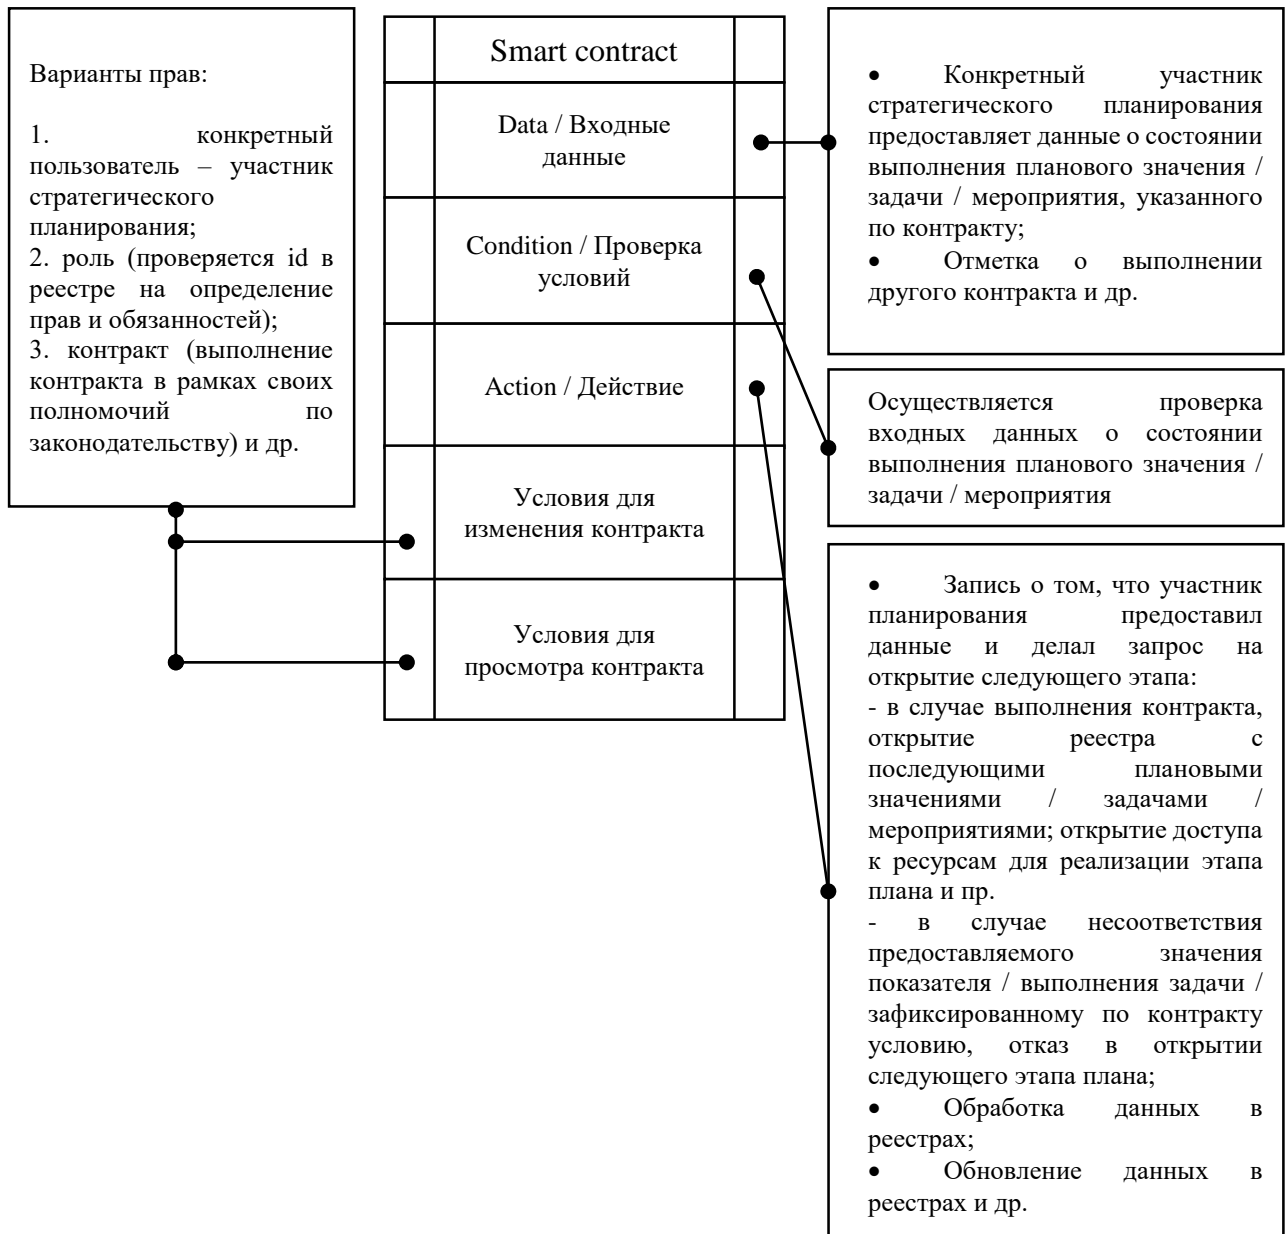 Варианты прав:
1. конкретный
пользователь – участник
стратегического
планирования;
2. роль (проверяется id в
реестре на определение
прав и обязанностей);
3. контракт (выполнение
контракта в рамках своих
полномочий по
законодательству) и др.
Smart contract
Data / Входные
данные
Condition / Проверка
условий
Action / Действие
Условия для
изменения контракта
Условия для
просмотра контракта
• Конкретный участник
стратегического планирования
предоставляет данные о состоянии
выполнения планового значения /
задачи / мероприятия, указанного
по контракту;
• Отметка о выполнении
другого контракта и др.
Осуществляется проверка
входных данных о состоянии
выполнения планового значения /
задачи / мероприятия
• Запись о том, что участник
планирования предоставил
данные и делал запрос на
открытие следующего этапа:
- в случае выполнения контракта,
открытие реестра с
последующими плановыми
значениями / задачами /
мероприятиями; открытие доступа
к ресурсам для реализации этапа
плана и пр.
- в случае несоответствия
предоставляемого значения
показателя / выполнения задачи /
зафиксированному по контракту
условию, отказ в открытии
следующего этапа плана;
• Обработка данных в
реестрах;
• Обновление данных в
реестрах и др.